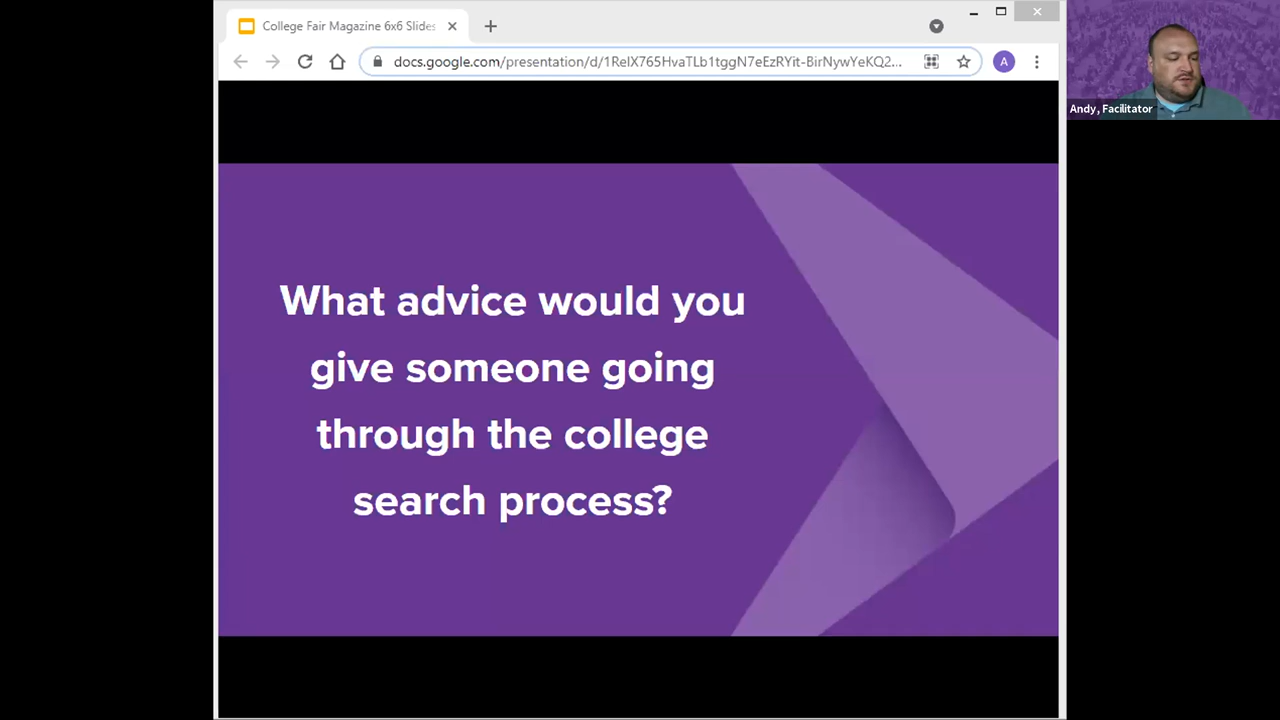 College Fair Magazine 6x6 Slides
docs.google.com/presentation/d/1RelX765HvaTLb1tggN7eEzRYit-BirNywYeKQ2...
A
Andy, Facilitator
What advice would you
give someone going
through the college
search process?